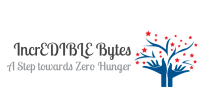 IncrEDIBLE Bytes
A Step towards Zero Hunger